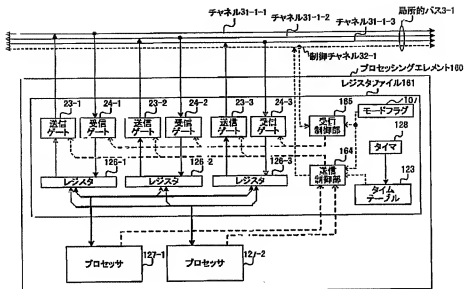 チャネル31-1-1
チャネル31-1-2
チャネル31-1-3
局所的バス3-1
制御チャネル32-1
プロセッシングエレメント160
レジスタファイル161
23-1 24-1 23-2 24-2 23-3 24-3 165
送信ゲート
受信ゲート
送信ゲート
受信ゲート
送信ゲート
受信ゲート
受信制御部
モードフラグ
128
タイマ
164
送信制御部
123
タイムテーブル
126-1
レジスタ
126-2
レジスタ
126-3
レジスタ
プロセッサ
127-1
プロセッサ
127-2